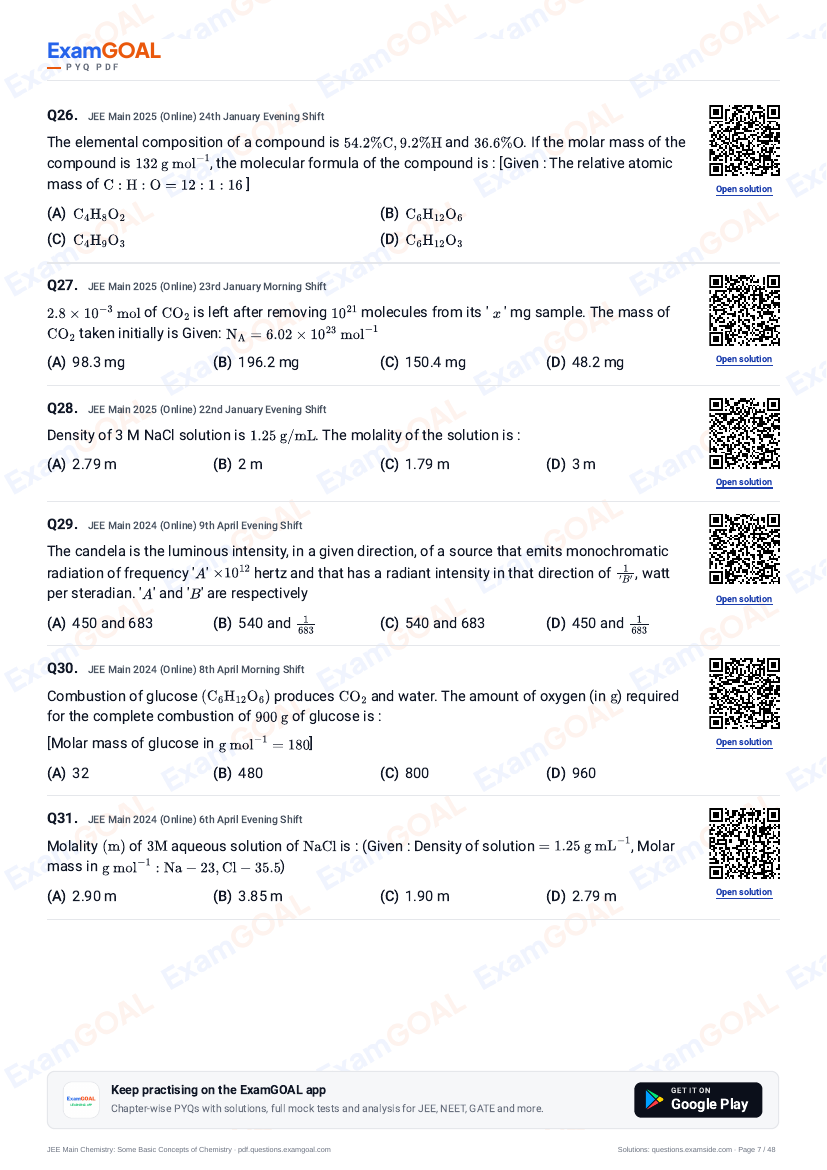 ExamGOAL
PYQ PDF
Q26. JEE Main 2025 (Online) 24th January Evening Shift
The elemental composition of a compound is 54.2%C, 9.2%H and 36.6%O. If the molar mass of the
compound is 132 g mol⁻¹, the molecular formula of the compound is : [Given : The relative atomic
mass of C : H : O = 12 : 1 : 16 ]
(A) C₄H₈O₂ (B) C₆H₁₂O₆
(C) C₄H₉O₃ (D) C₆H₁₂O₃
Open solution
Q27. JEE Main 2025 (Online) 23rd January Morning Shift
2.8 × 10⁻³ mol of CO₂ is left after removing 10²¹ molecules from its ' x ' mg sample. The mass of
CO₂ taken initially is Given: N_A = 6.02 × 10²³ mol⁻¹
(A) 98.3 mg (B) 196.2 mg (C) 150.4 mg (D) 48.2 mg
Open solution
Q28. JEE Main 2025 (Online) 22nd January Evening Shift
Density of 3 M NaCl solution is 1.25 g/mL. The molality of the solution is :
(A) 2.79 m (B) 2 m (C) 1.79 m (D) 3 m
Open solution
Q29. JEE Main 2024 (Online) 9th April Evening Shift
The candela is the luminous intensity, in a given direction, of a source that emits monochromatic
radiation of frequency 'A' ×10¹² hertz and that has a radiant intensity in that direction of 1/'B', watt
per steradian. 'A' and 'B' are respectively
(A) 450 and 683 (B) 540 and 1/683 (C) 540 and 683 (D) 450 and 1/683
Open solution
Q30. JEE Main 2024 (Online) 8th April Morning Shift
Combustion of glucose (C₆H₁₂O₆) produces CO₂ and water. The amount of oxygen (in g) required
for the complete combustion of 900 g of glucose is :
[Molar mass of glucose in g mol⁻¹ = 180]
(A) 32 (B) 480 (C) 800 (D) 960
Open solution
Q31. JEE Main 2024 (Online) 6th April Evening Shift
Molality (m) of 3M aqueous solution of NaCl is : (Given : Density of solution = 1.25 g mL⁻¹, Molar
mass in g mol⁻¹ : Na − 23, Cl − 35.5)
(A) 2.90 m (B) 3.85 m (C) 1.90 m (D) 2.79 m
Open solution
ExamGOAL
Keep practising on the ExamGOAL app
Chapter-wise PYQs with solutions, full mock tests and analysis for JEE, NEET, GATE and more.
GET IT ON
Google Play
JEE Main Chemistry: Some Basic Concepts of Chemistry · pdf.questions.examgoal.com
Solutions: questions.examside.com · Page 7 / 48